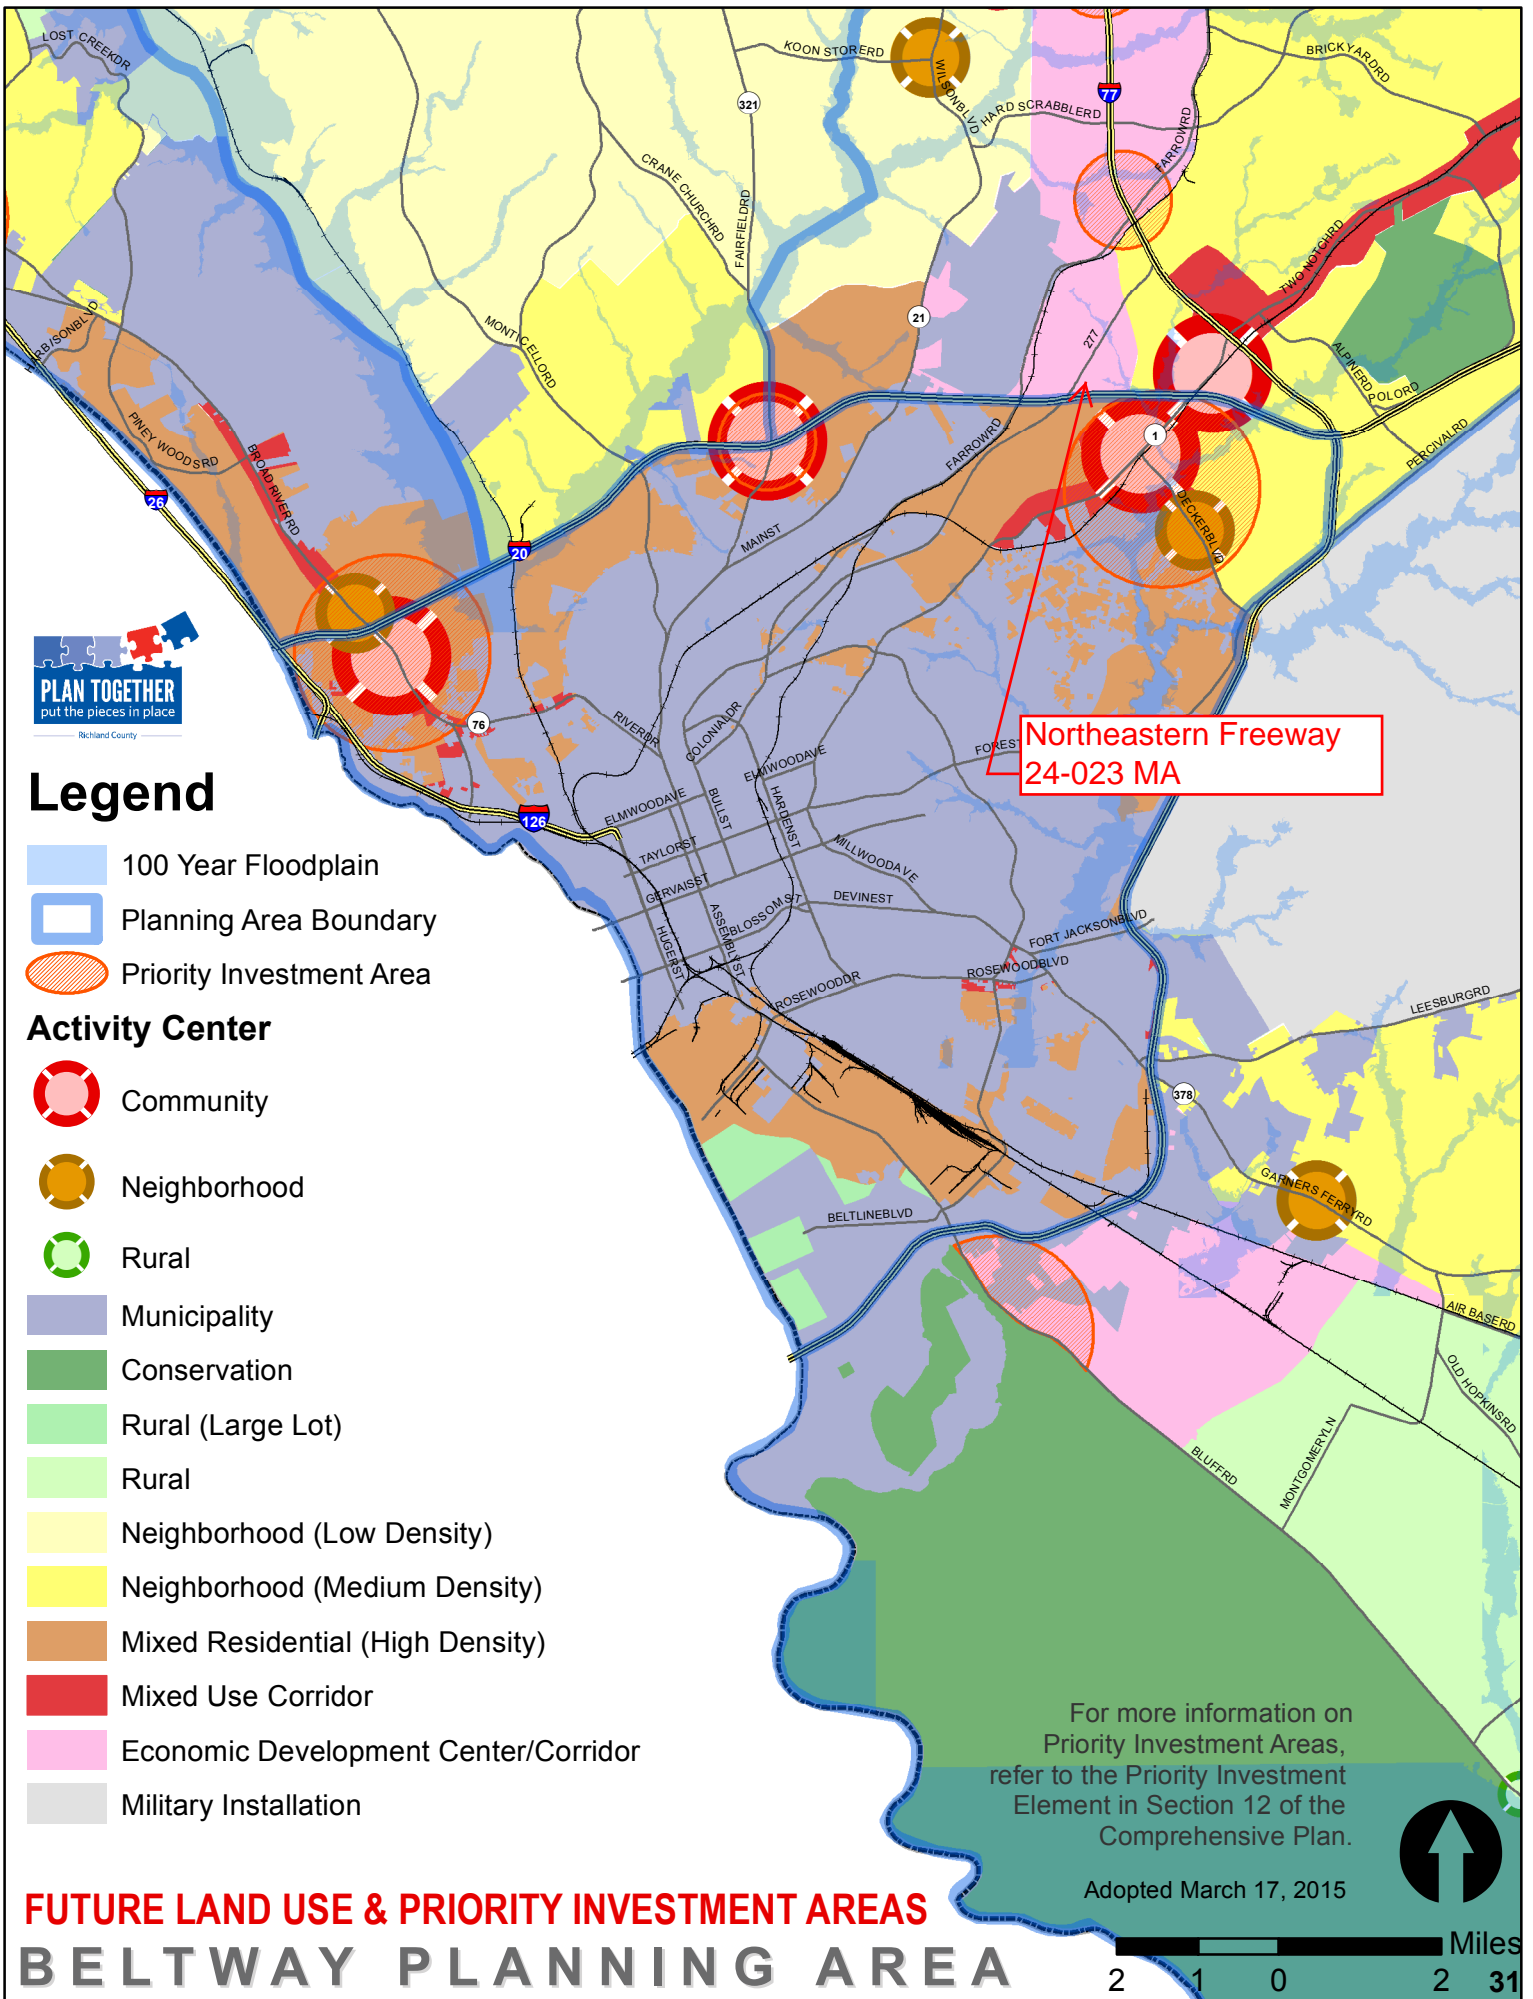 LOST CREEKDR
KOON STORERD
WILSONBLVD
HARD SCRABBLERD
BRICKYARDRD
321
77
FARROWRD
CRANE CHURCHRD
FAIRFIELDRD
TWO NOTCHRD
HARBISONBLVD
MONTICELLORD
21
277
ALPINERD
POLORD
PINEY WOODSRD
BROAD RIVERRD
FARROWRD
1
PERCIVALRD
26
DECKERBLVD
MAINST
20
PLAN TOGETHER
put the pieces in place
Richland County
76
RIVERDR
COLONIALDR
FOREST
Northeastern Freeway
24-023 MA
ELMWOODAVE
Legend
ELMWOODAVE
BULLST
HARDENST
126
TAYLORST
MILLWOODAVE
GERVAISST
DEVINEST
BLOSSOMST
ASSEMBLYST
HUGERST
FORT JACKSONBLVD
ROSEWOODBLVD
ROSEWOODDR
LEESBURGRD
100 Year Floodplain
Planning Area Boundary
Priority Investment Area
Activity Center
Community
Neighborhood
Rural
378
GARNERS FERRYRD
BELTLINEBLVD
AIR BASERD
OLD HOPKINSRD
MONTGOMERYLN
BLUFFRD
Municipality
Conservation
Rural (Large Lot)
Rural
Neighborhood (Low Density)
Neighborhood (Medium Density)
Mixed Residential (High Density)
Mixed Use Corridor
Economic Development Center/Corridor
Military Installation
For more information on
Priority Investment Areas,
refer to the Priority Investment
Element in Section 12 of the
Comprehensive Plan.
Adopted March 17, 2015
FUTURE LAND USE & PRIORITY INVESTMENT AREAS
BELTWAY PLANNING AREA
Miles
2 1 0 2
31